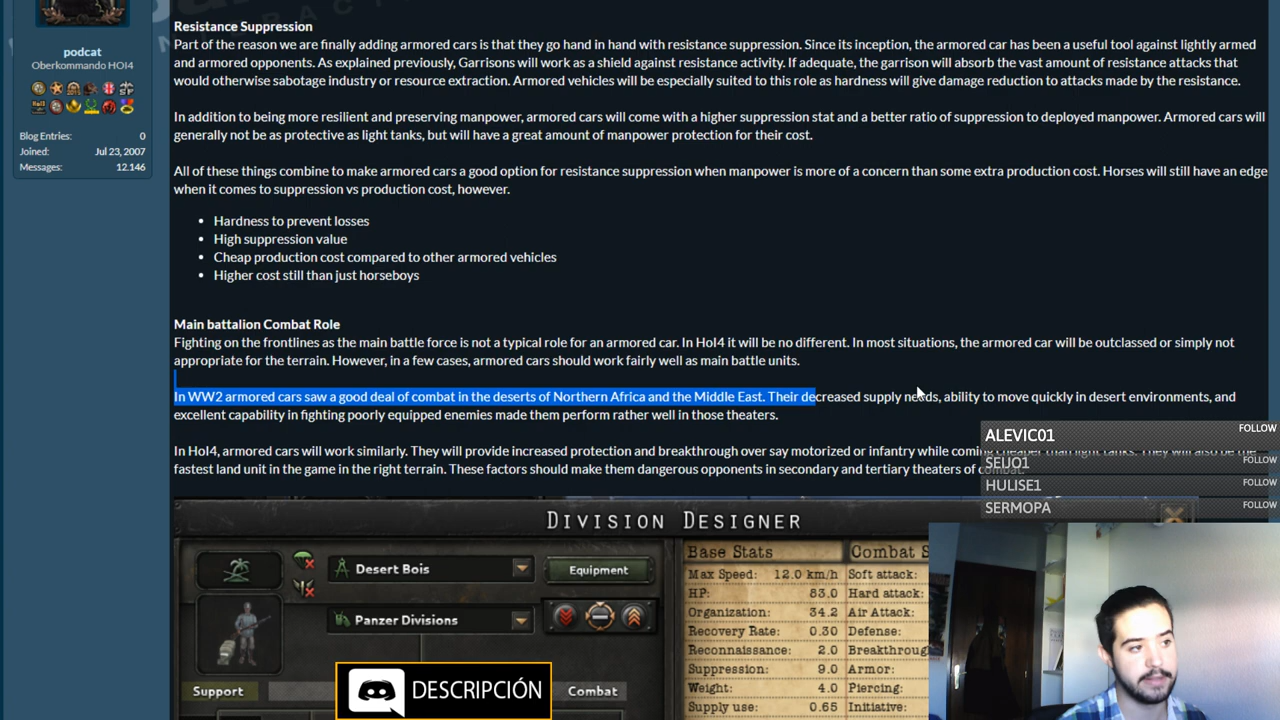 podcat
Oberkommando HOI4
Blog Entries: 0
Joined: Jul 23, 2007
Messages: 12.146
Resistance Suppression
Part of the reason we are finally adding armored cars is that they go hand in hand with resistance suppression. Since its inception, the armored car has been a useful tool against lightly armed
and armored opponents. As explained previously, Garrisons will work as a shield against resistance activity. If adequate, the garrison will absorb the vast amount of resistance attacks that
would otherwise sabotage industry or resource extraction. Armored vehicles will be especially suited to this role as hardness will give damage reduction to attacks made by the resistance.
In addition to being more resilient and preserving manpower, armored cars will come with a higher suppression stat and a better ratio of suppression to deployed manpower. Armored cars will
generally not be as protective as light tanks, but will have a great amount of manpower protection for their cost.
All of these things combine to make armored cars a good option for resistance suppression when manpower is more of a concern than some extra production cost. Horses will still have an edge
when it comes to suppression vs production cost, however.
• Hardness to prevent losses
• High suppression value
• Cheap production cost compared to other armored vehicles
• Higher cost still than just horseboys
Main battalion Combat Role
Fighting on the frontlines as the main battle force is not a typical role for an armored car. In HoI4 it will be no different. In most situations, the armored car will be outclassed or simply not
appropriate for the terrain. However, in a few cases, armored cars should work fairly well as main battle units.
In WW2 armored cars saw a good deal of combat in the deserts of Northern Africa and the Middle East. Their decreased supply needs, ability to move quickly in desert environments, and
excellent capability in fighting poorly equipped enemies made them perform rather well in those theaters.
In HoI4, armored cars will work similarly. They will provide increased protection and breakthrough over say motorized or infantry while coming cheaper than light tanks. They will also be the
fastest land unit in the game in the right terrain. These factors should make them dangerous opponents in secondary and tertiary theaters of combat.
ALEVIC01 FOLLOW
SEIJO1 FOLLOW
HULISE1 FOLLOW
SERMOPA FOLLOW
DIVISION DESIGNER
Desert Bois
Equipment
Panzer Divisions
Support
Combat
Base Stats
Max Speed: 12.0 km/h
HP: 83.0
Organization: 34.2
Recovery Rate: 0.30
Reconnaissance: 2.0
Suppression: 9.0
Weight: 4.0
Supply use: 0.65
Combat S
Soft attack:
Hard attack:
Air Attack:
Defense:
Breakthroug
Armor:
Piercing:
Initiative:
DESCRIPCIÓN